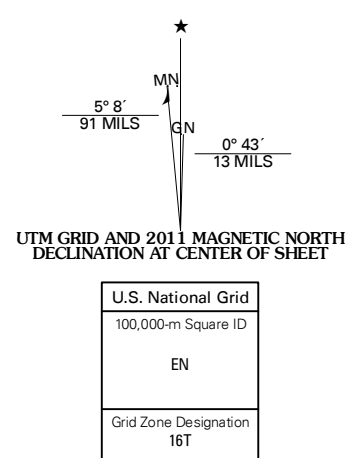 ★
MN
5° 8´
91 MILS
GN
0° 43´
13 MILS
UTM GRID AND 2011 MAGNETIC NORTH
DECLINATION AT CENTER OF SHEET
U.S. National Grid
100,000-m Square ID
EN
Grid Zone Designation
16T